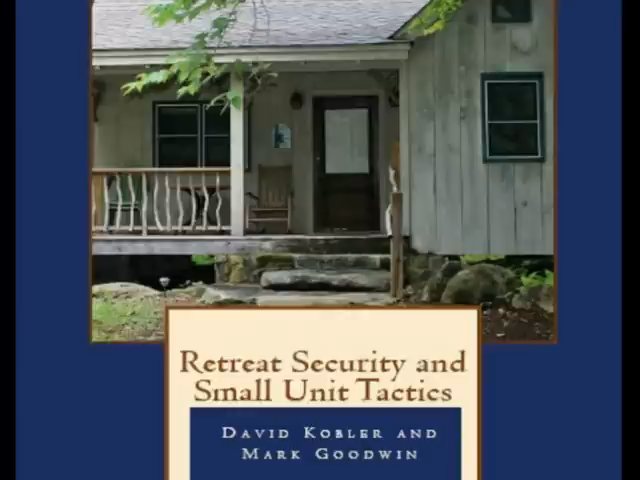 Retreat Security and
Small Unit Tactics
David Kobler and
Mark Goodwin